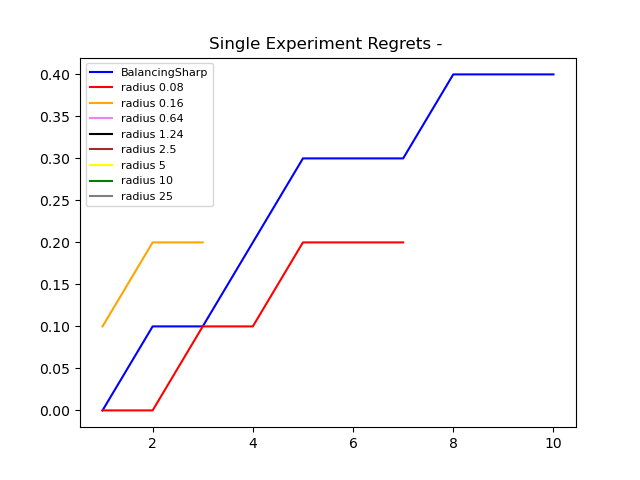 Single Experiment Regrets -
0.40
0.35
0.30
0.25
0.20
0.15
0.10
0.05
0.00
BalancingSharp
radius 0.08
radius 0.16
radius 0.64
radius 1.24
radius 2.5
radius 5
radius 10
radius 25
2 4 6 8 10